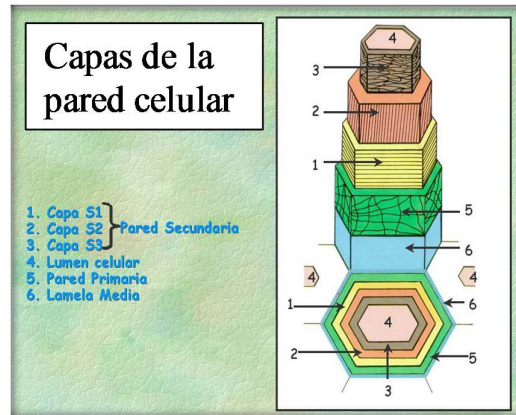 Capas de la
pared celular
1. Capa S1
2. Capa S2
3. Capa S3
Pared Secundaria
4. Lumen celular
5. Pared Primaria
6. Lamela Media
4
3
2
1
5
6
4
4
1
6
4
2
5
3